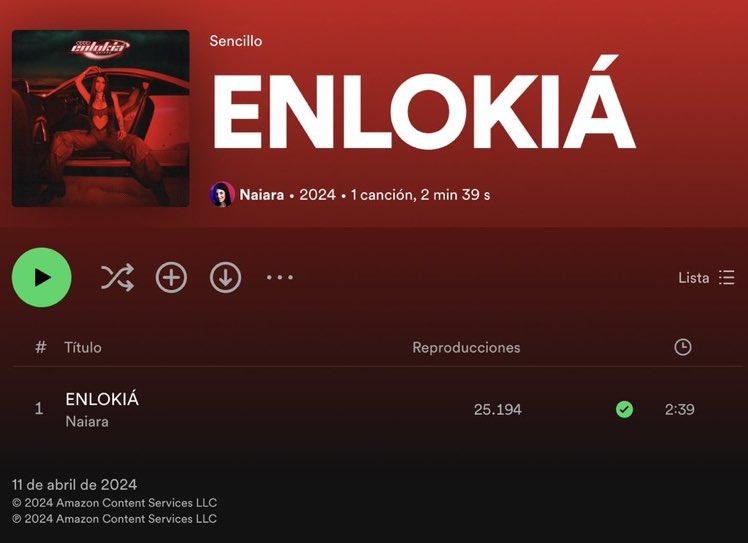 enlokiá
Sencillo
ENLOKIÁ
Naiara • 2024 • 1 canción, 2 min 39 s
Lista
# Título Reproducciones
1 ENLOKIÁ 25.194 2:39
Naiara
11 de abril de 2024
© 2024 Amazon Content Services LLC
℗ 2024 Amazon Content Services LLC